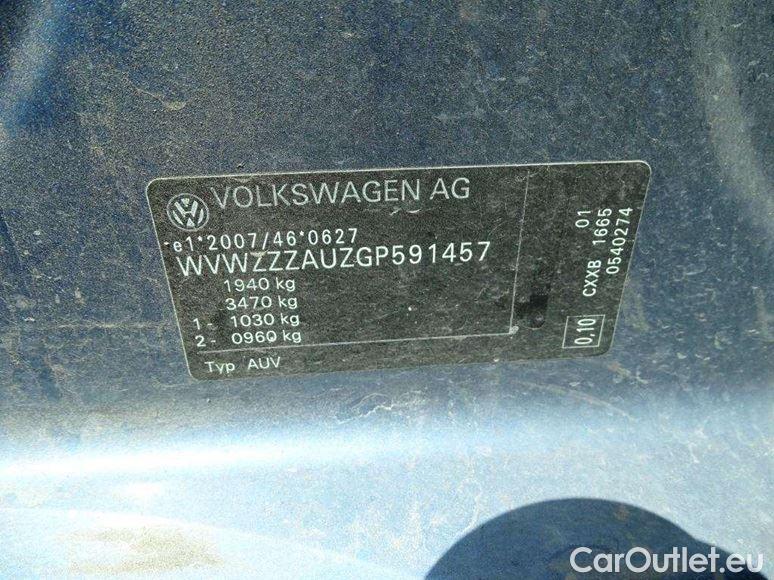 VOLKSWAGEN AG
e1*2007/46*0627
WVWZZZAUZGP591457
1940 kg
3470 kg
1 - 1030 kg
2 - 0960 kg
Typ AUV
01
CXXB 1665
0540274
0,10
CarOutlet.eu